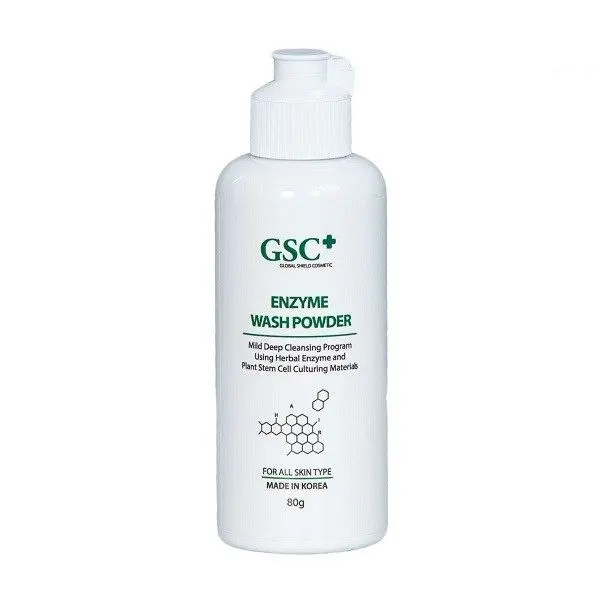 GSC+
GLOBAL SHIELD COSMETIC
ENZYME
WASH POWDER
Mild Deep Cleansing Program
Using Herbal Enzyme and
Plant Stem Cell Culturing Materials
A
H
I
R
FOR ALL SKIN TYPE
MADE IN KOREA
80g